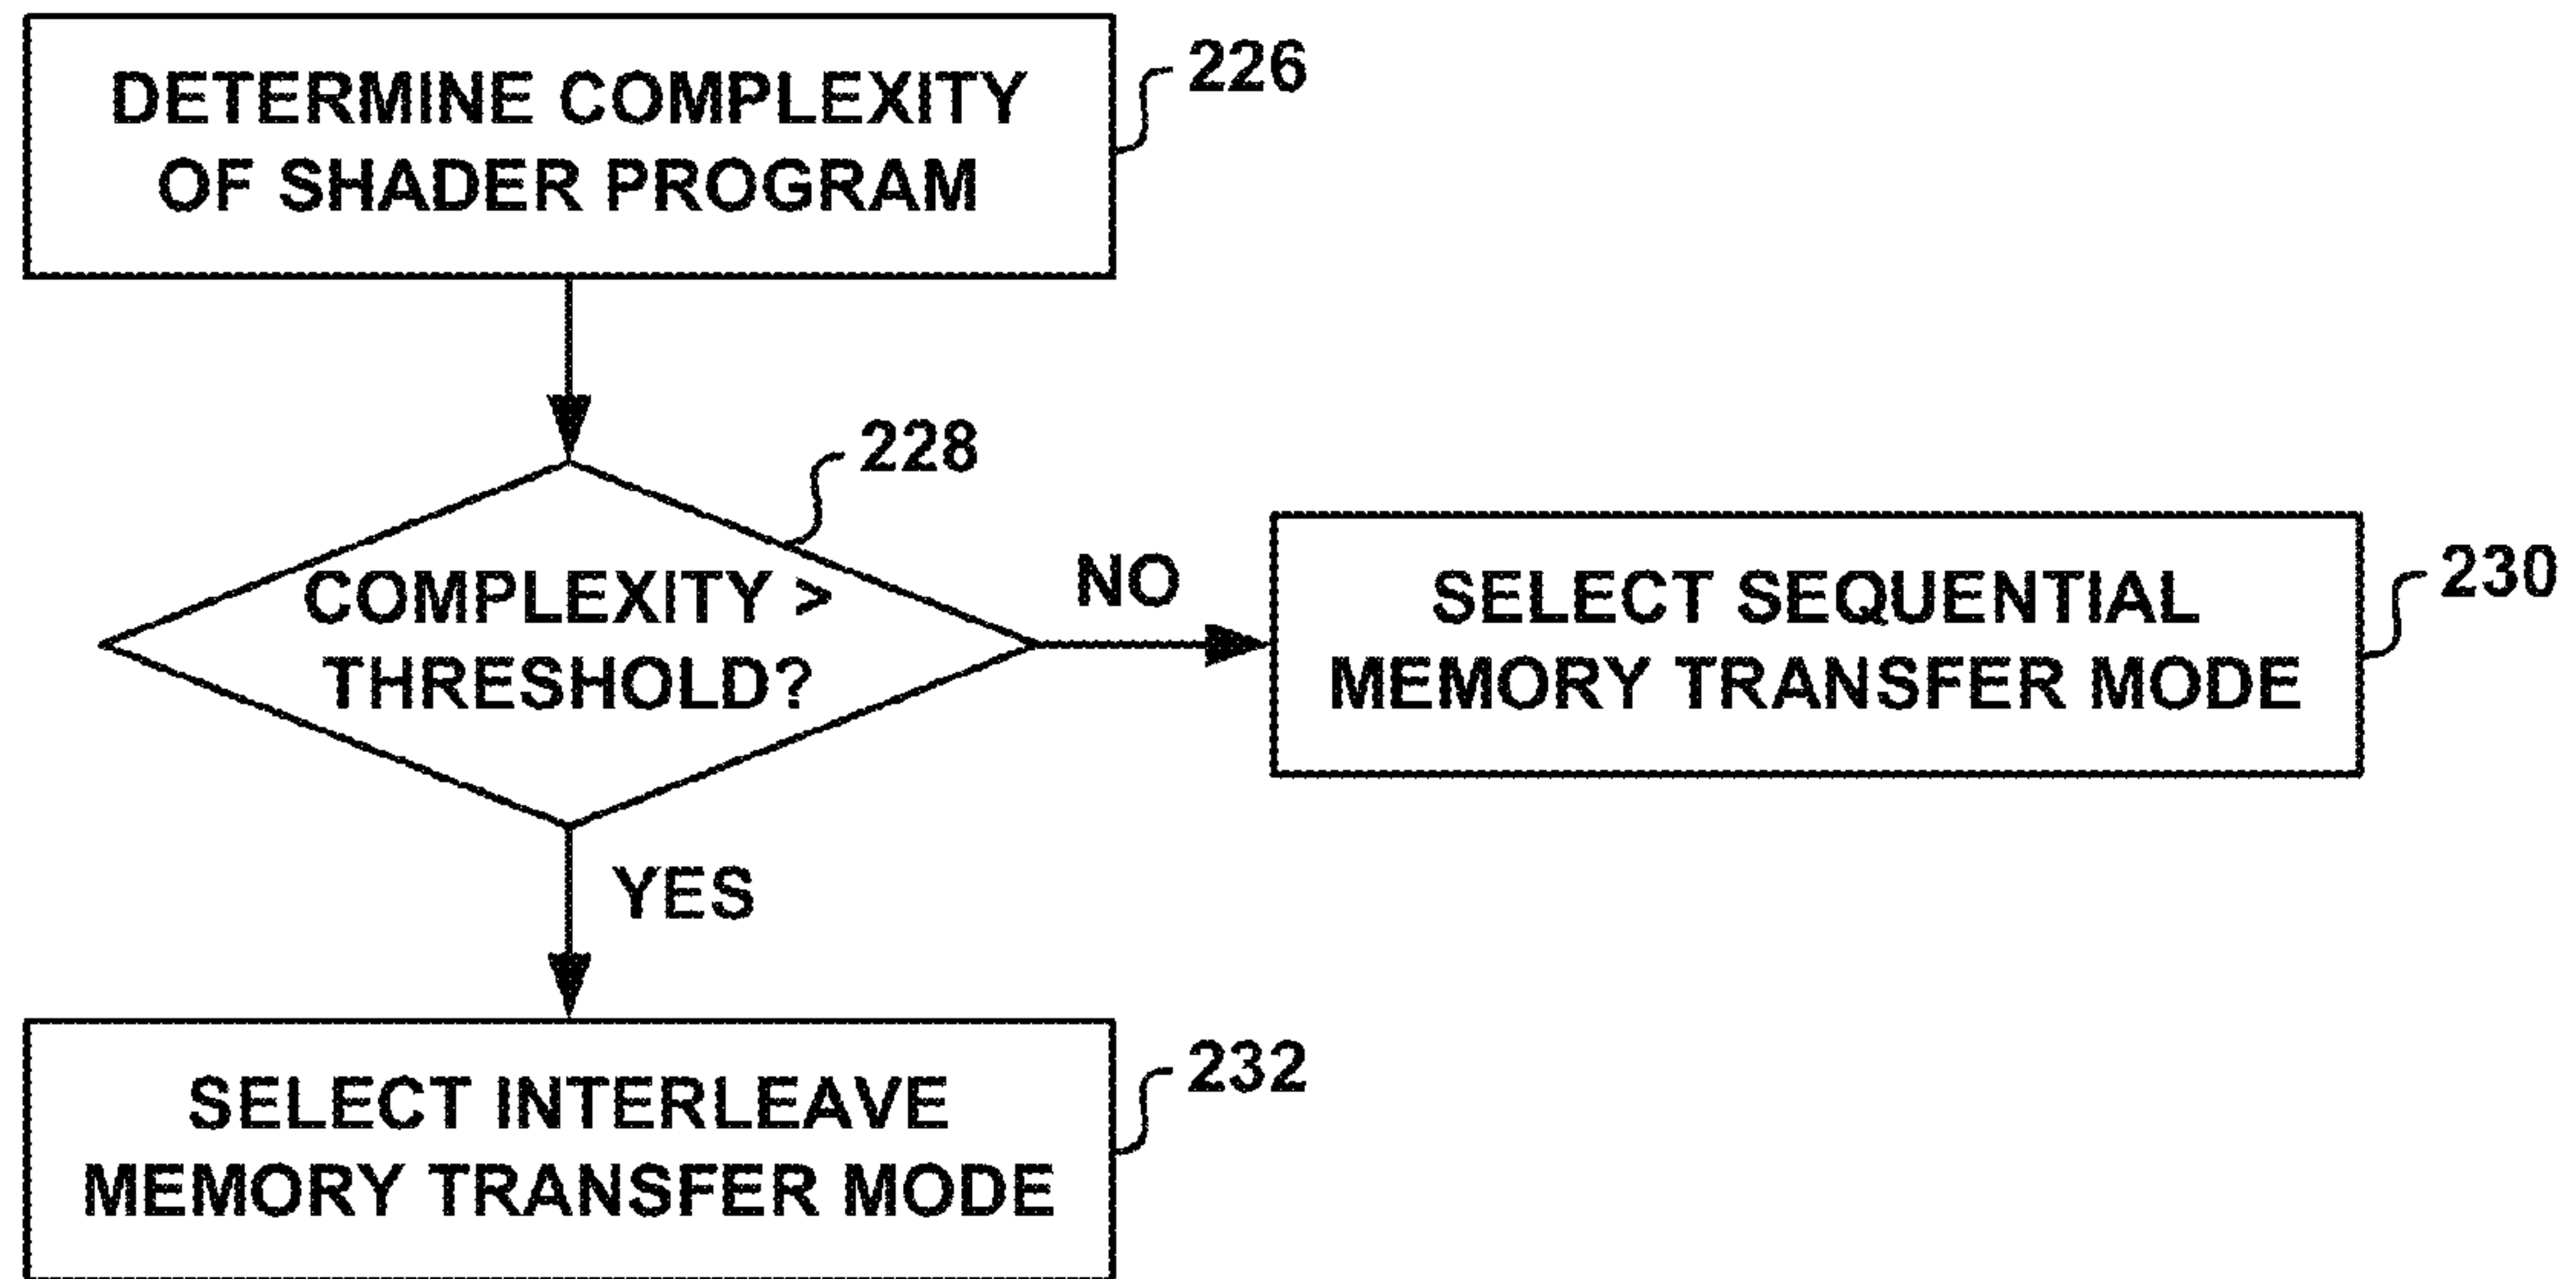 DETERMINE COMPLEXITY
OF SHADER PROGRAM
226
228
COMPLEXITY >
THRESHOLD?
NO
SELECT SEQUENTIAL
MEMORY TRANSFER MODE
230
YES
SELECT INTERLEAVE
MEMORY TRANSFER MODE
232